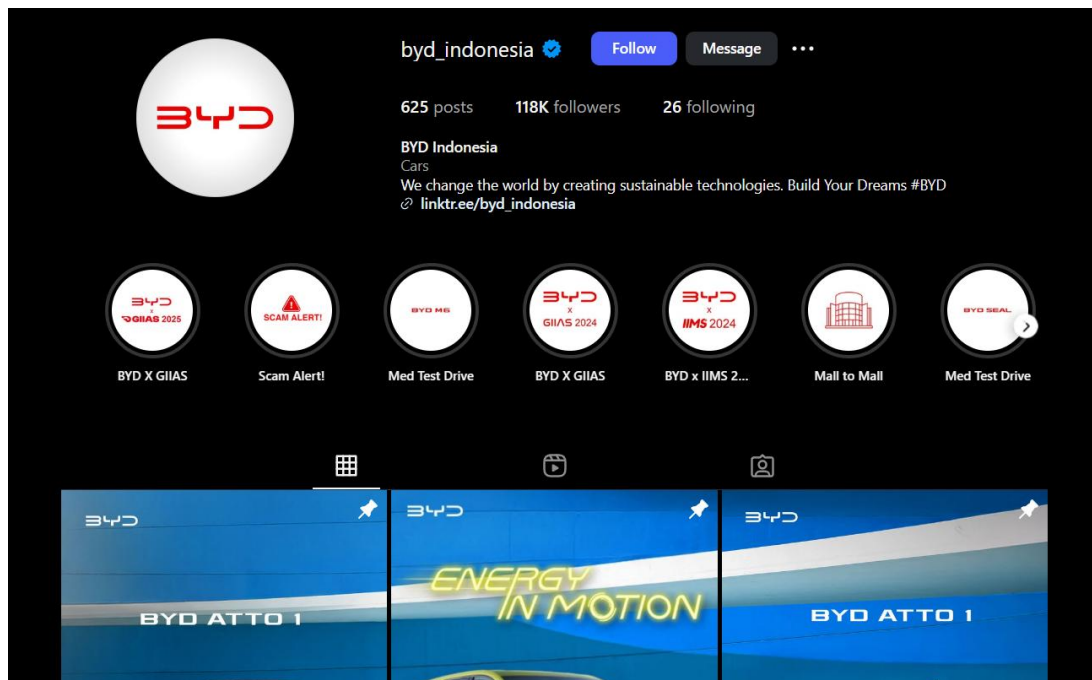 BYD
byd_indonesia Follow Message
625 posts 118K followers 26 following
BYD Indonesia
Cars
We change the world by creating sustainable technologies. Build Your Dreams #BYD
linktr.ee/byd_indonesia
BYD
x
GIIAS 2025
SCAM ALERT!
BYD M6
BYD
x
GIIAS 2024
BYD
x
IIMS 2024
BYD SEAL
BYD X GIIAS
Scam Alert!
Med Test Drive
BYD X GIIAS
BYD x IIMS 2...
Mall to Mall
Med Test Drive
BYD
BYD ATTO 1
BYD
ENERGY
IN MOTION
BYD
BYD ATTO 1